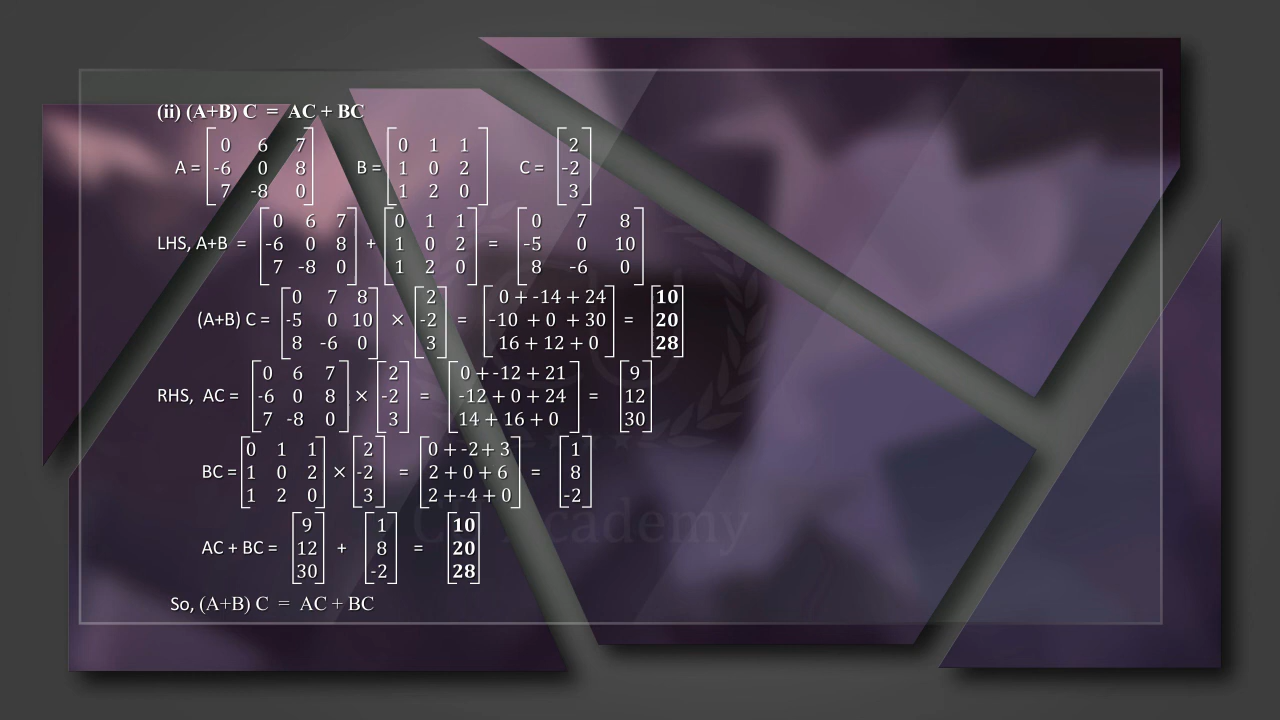 (ii) (A+B) C = AC + BC
A = [0 6 7; -6 0 8; 7 -8 0] B = [0 1 1; 1 0 2; 1 2 0] C = [2; -2; 3]
LHS, A+B = [0 6 7; -6 0 8; 7 -8 0] + [0 1 1; 1 0 2; 1 2 0] = [0 7 8; -5 0 10; 8 -6 0]
(A+B) C = [0 7 8; -5 0 10; 8 -6 0] × [2; -2; 3] = [0 + -14 + 24; -10 + 0 + 30; 16 + 12 + 0] = [10; 20; 28]
RHS, AC = [0 6 7; -6 0 8; 7 -8 0] × [2; -2; 3] = [0 + -12 + 21; -12 + 0 + 24; 14 + 16 + 0] = [9; 12; 30]
BC = [0 1 1; 1 0 2; 1 2 0] × [2; -2; 3] = [0 + -2 + 3; 2 + 0 + 6; 2 + -4 + 0] = [1; 8; -2]
AC + BC = [9; 12; 30] + [1; 8; -2] = [10; 20; 28]
So, (A+B) C = AC + BC
Academy